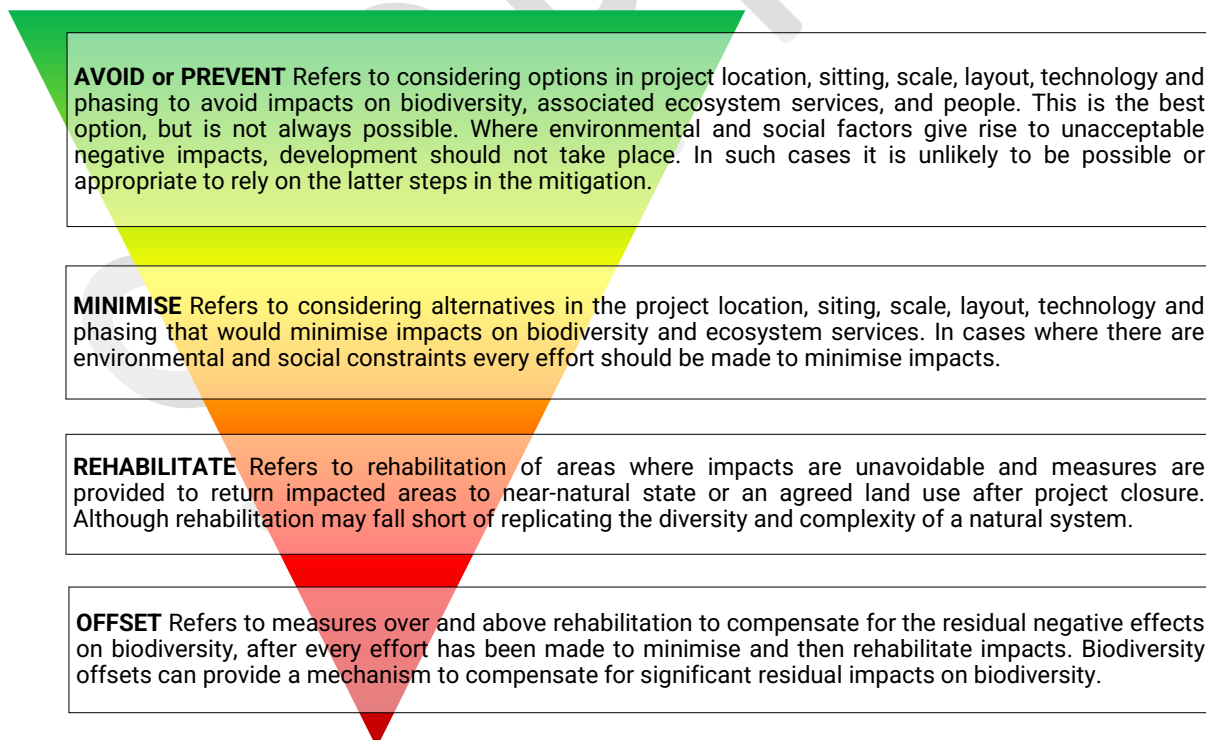 AVOID or PREVENT Refers to considering options in project location, sitting, scale, layout, technology and
phasing to avoid impacts on biodiversity, associated ecosystem services, and people. This is the best
option, but is not always possible. Where environmental and social factors give rise to unacceptable
negative impacts, development should not take place. In such cases it is unlikely to be possible or
appropriate to rely on the latter steps in the mitigation.
MINIMISE Refers to considering alternatives in the project location, siting, scale, layout, technology and
phasing that would minimise impacts on biodiversity and ecosystem services. In cases where there are
environmental and social constraints every effort should be made to minimise impacts.
REHABILITATE Refers to rehabilitation of areas where impacts are unavoidable and measures are
provided to return impacted areas to near-natural state or an agreed land use after project closure.
Although rehabilitation may fall short of replicating the diversity and complexity of a natural system.
OFFSET Refers to measures over and above rehabilitation to compensate for the residual negative effects
on biodiversity, after every effort has been made to minimise and then rehabilitate impacts. Biodiversity
offsets can provide a mechanism to compensate for significant residual impacts on biodiversity.